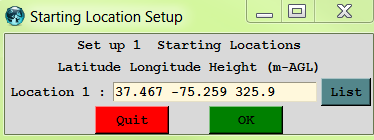 Starting Location Setup
Set up 1 Starting Locations
Latitude Longitude Height (m-AGL)
Location 1 : 37.467 -75.259 325.9 List
Quit OK